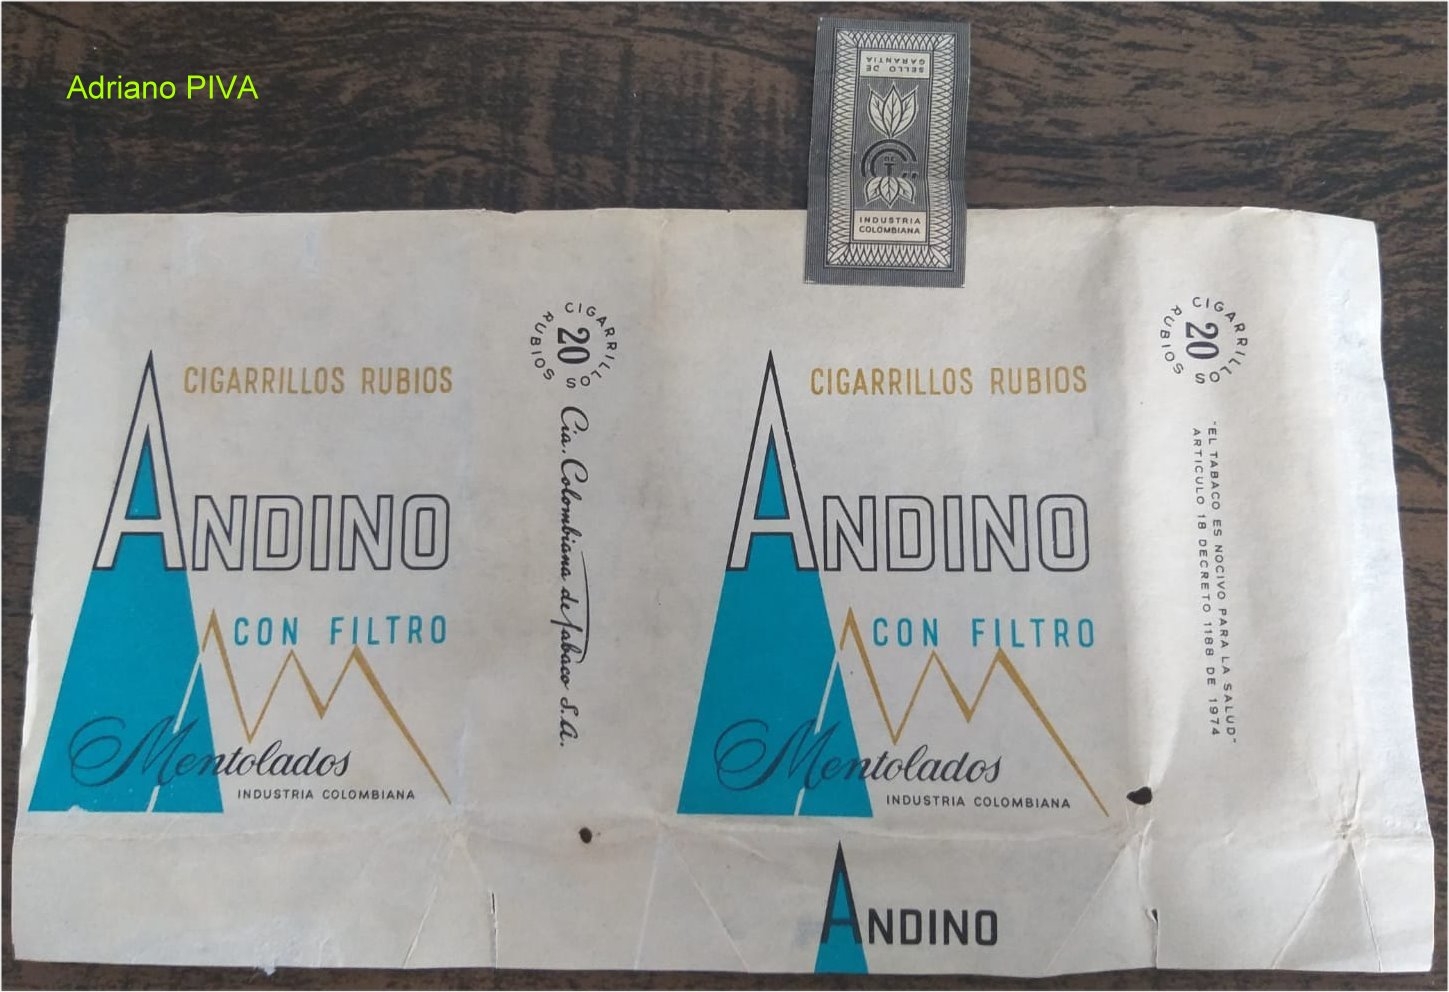 Adriano PIVA
SELLO DE
GARANTIA
C DE T
INDUSTRIA
COLOMBIANA
CIGARRILLOS RUBIOS
ANDINO
CON FILTRO
Mentolados
INDUSTRIA COLOMBIANA
CIGARRILLOS RUBIOS
20
Cia. Colombiana de Tabaco S.A.
CIGARRILLOS RUBIOS
ANDINO
CON FILTRO
Mentolados
INDUSTRIA COLOMBIANA
CIGARRILLOS RUBIOS
20
"EL TABACO ES NOCIVO PARA LA SALUD"
ARTICULO 18 DECRETO 1188 DE 1974
ANDINO